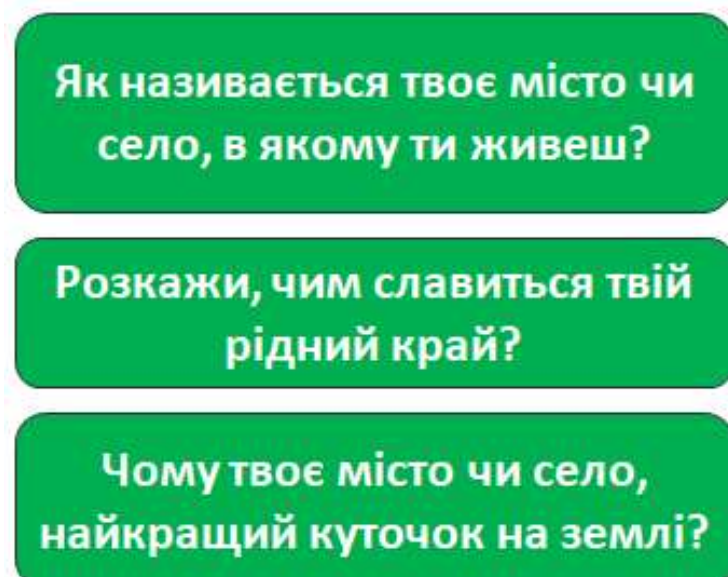 Як називається твоє місто чи
село, в якому ти живеш?
Розкажи, чим славиться твій
рідний край?
Чому твоє місто чи село,
найкращий куточок на землі?